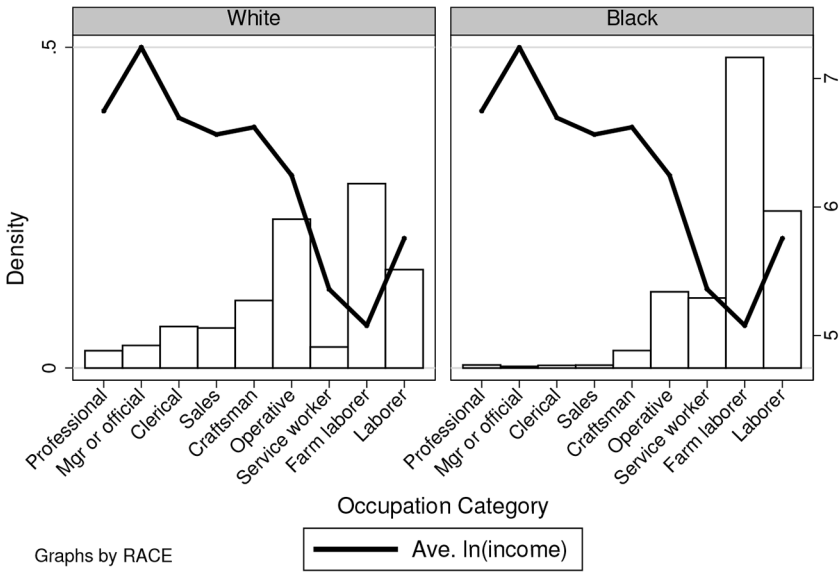 White
Black
.5
0
Density
7
6
5
Professional
Mgr or official
Clerical
Sales
Craftsman
Operative
Service worker
Farm laborer
Laborer
Professional
Mgr or official
Clerical
Sales
Craftsman
Operative
Service worker
Farm laborer
Laborer
Occupation Category
Ave. ln(income)
Graphs by RACE